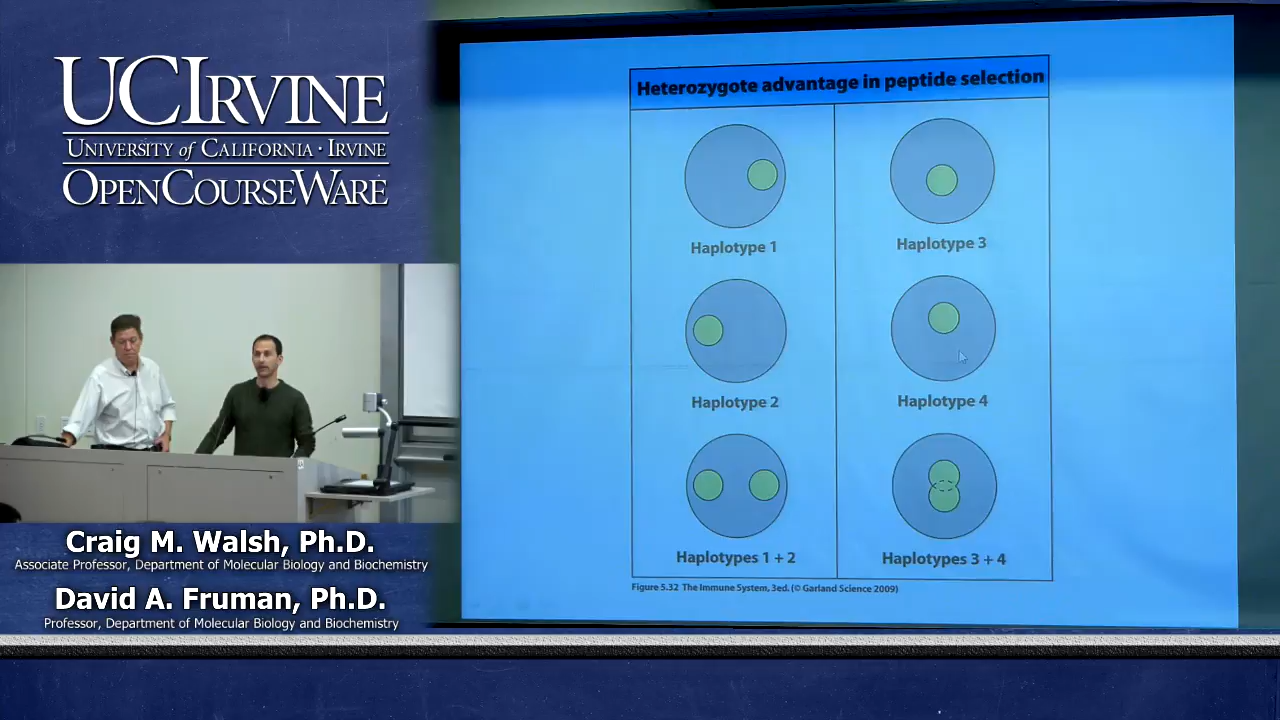 UCIRVINE
UNIVERSITY of CALIFORNIA · IRVINE
OPENCOURSEWARE
Craig M. Walsh, Ph.D.
Associate Professor, Department of Molecular Biology and Biochemistry
David A. Fruman, Ph.D.
Professor, Department of Molecular Biology and Biochemistry
Heterozygote advantage in peptide selection
Haplotype 1
Haplotype 3
Haplotype 2
Haplotype 4
Haplotypes 1 + 2
Haplotypes 3 + 4
Figure 5.32 The Immune System, 3ed. (© Garland Science 2009)